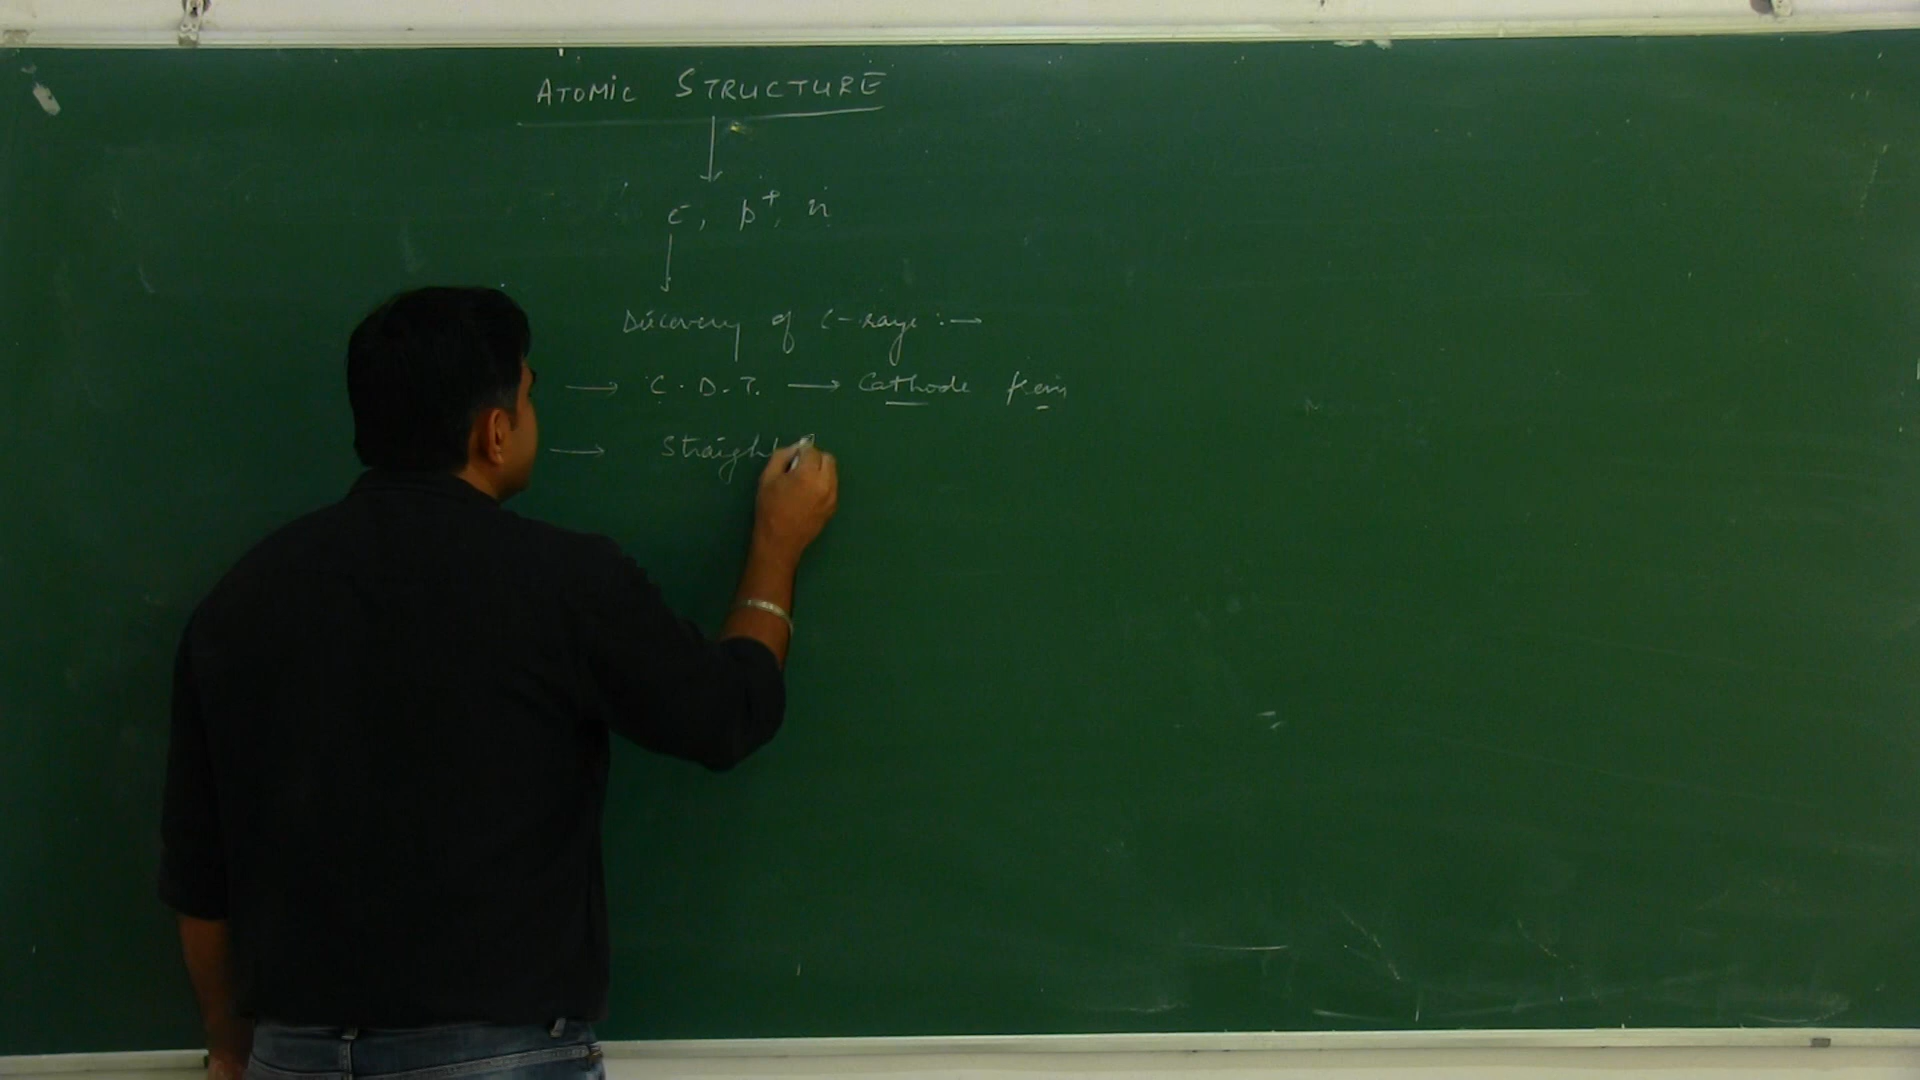 ATOMIC STRUCTURE
e⁻, p⁺, n
Discovery of C-rays :→
→ C.D.T. → Cathode
→ Straight